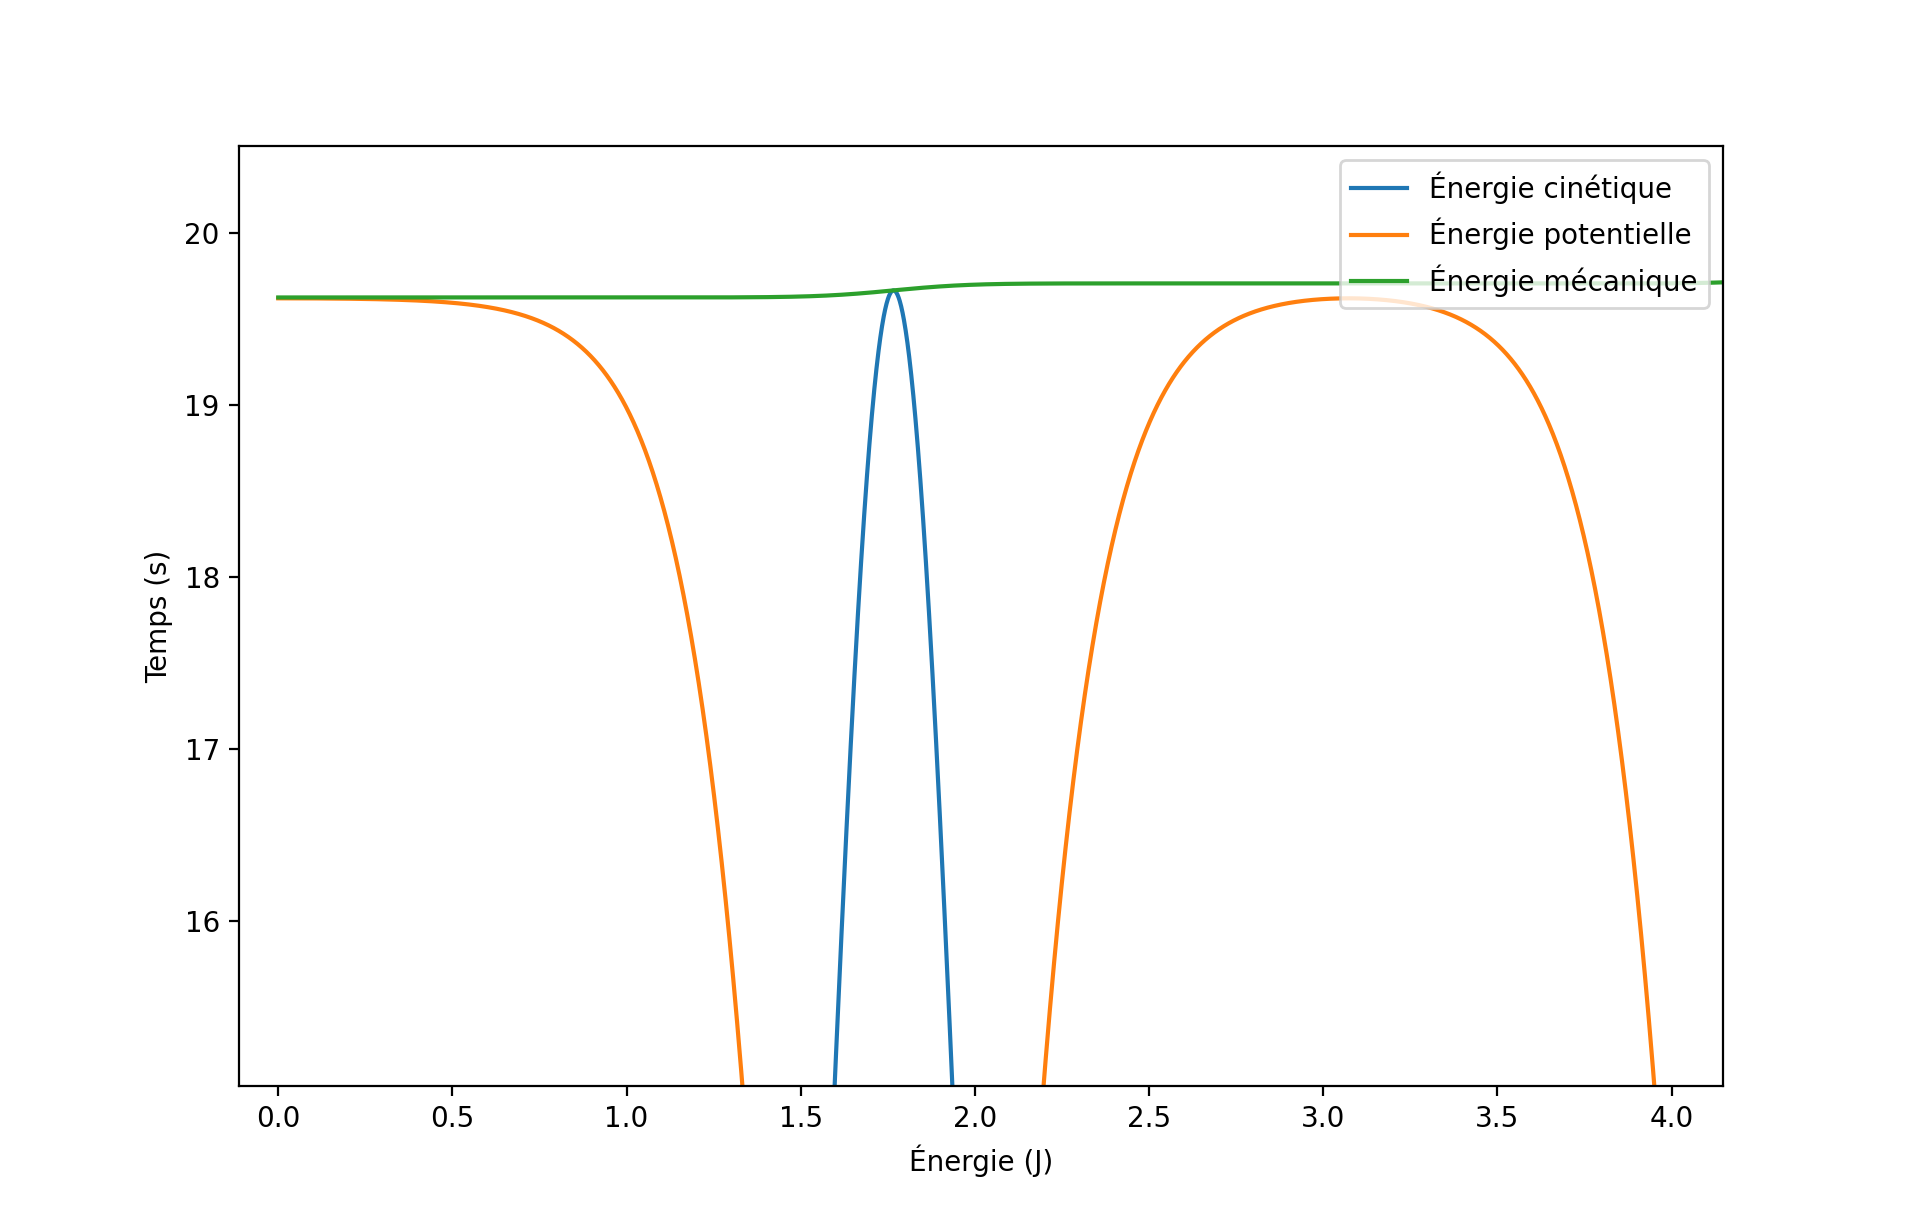 Énergie cinétique
Énergie potentielle
Énergie mécanique
20
19
18
17
16
Temps (s)
0.0 0.5 1.0 1.5 2.0 2.5 3.0 3.5 4.0
Énergie (J)